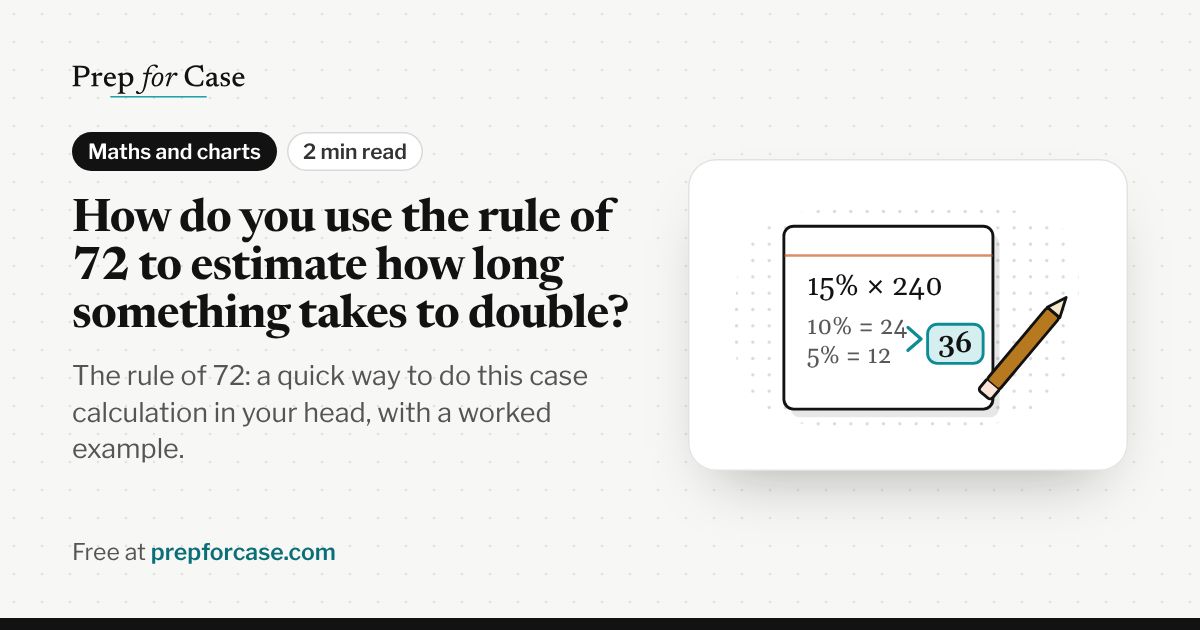 Prep for Case
Maths and charts
2 min read
How do you use the rule of
72 to estimate how long
something takes to double?
The rule of 72: a quick way to do this case
calculation in your head, with a worked
example.
Free at prepforcase.com
15% × 240
10% = 24
5% = 12
36